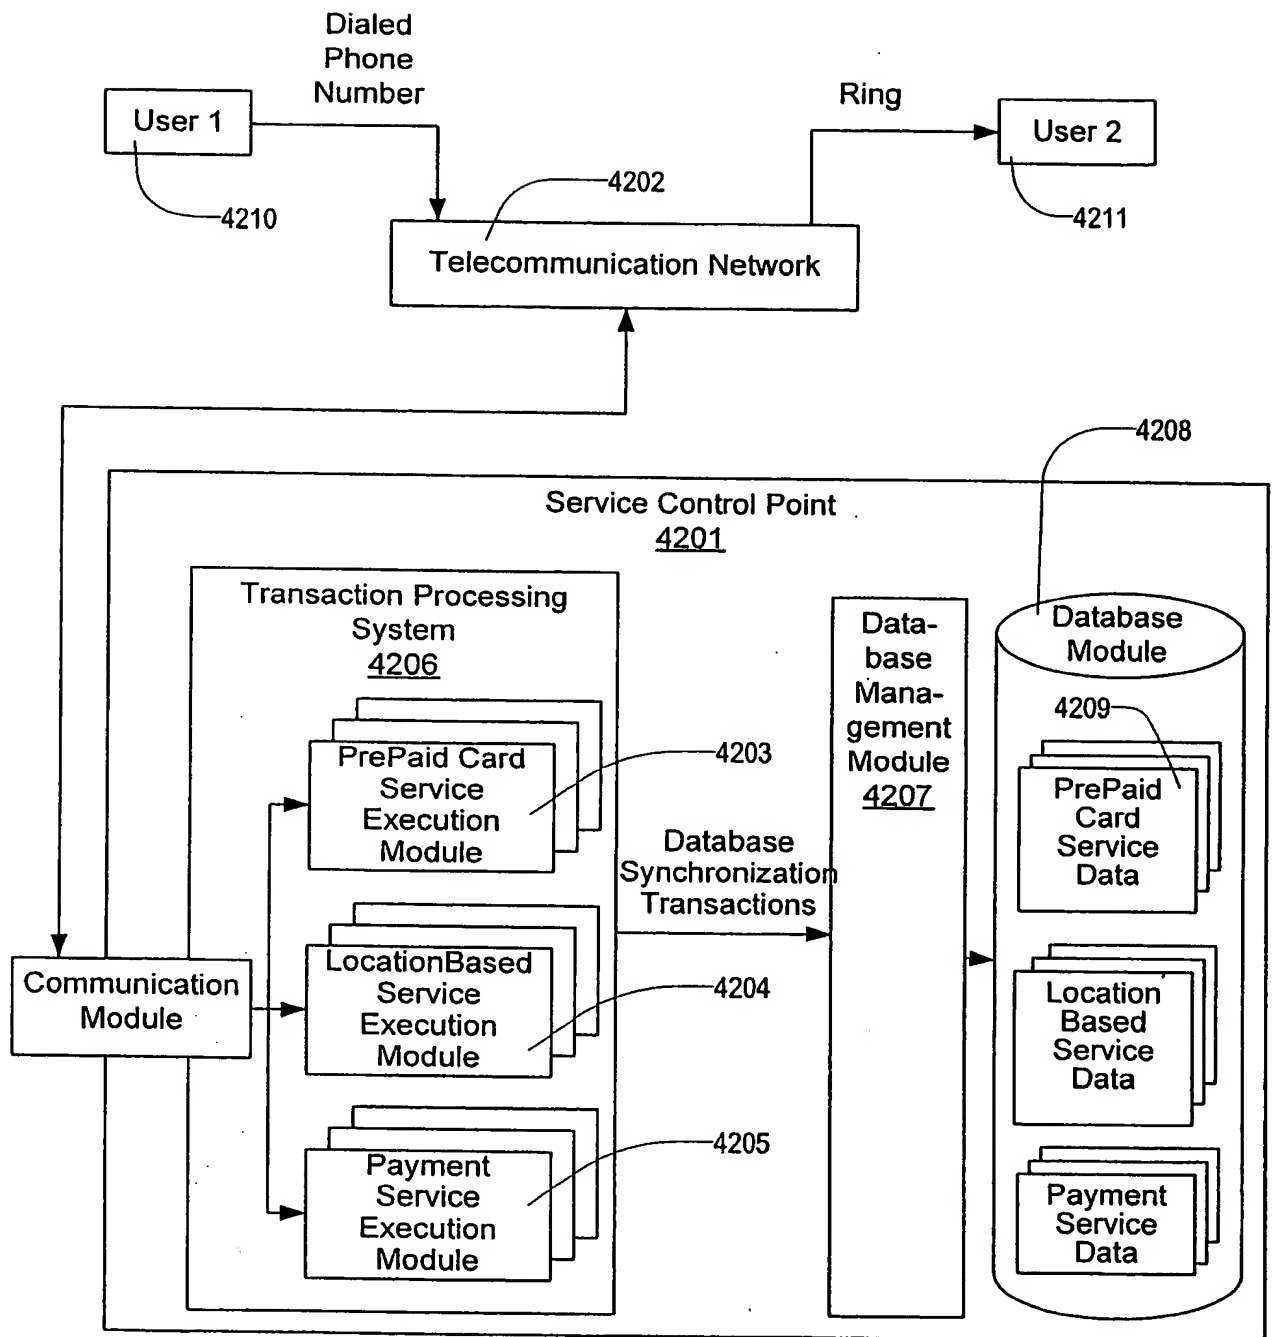 Dialed
Phone
Number
Ring
User 1
User 2
4210
4202
4211
Telecommunication Network
4208
Service Control Point
4201
Transaction Processing
System
4206
Data-
base
Mana-
gement
Module
4207
Database
Module
4209
PrePaid Card
Service
Execution
Module
4203
PrePaid
Card
Service
Data
Database
Synchronization
Transactions
Communication
Module
LocationBased
Service
Execution
Module
4204
Location
Based
Service
Data
Payment
Service
Execution
Module
4205
Payment
Service
Data